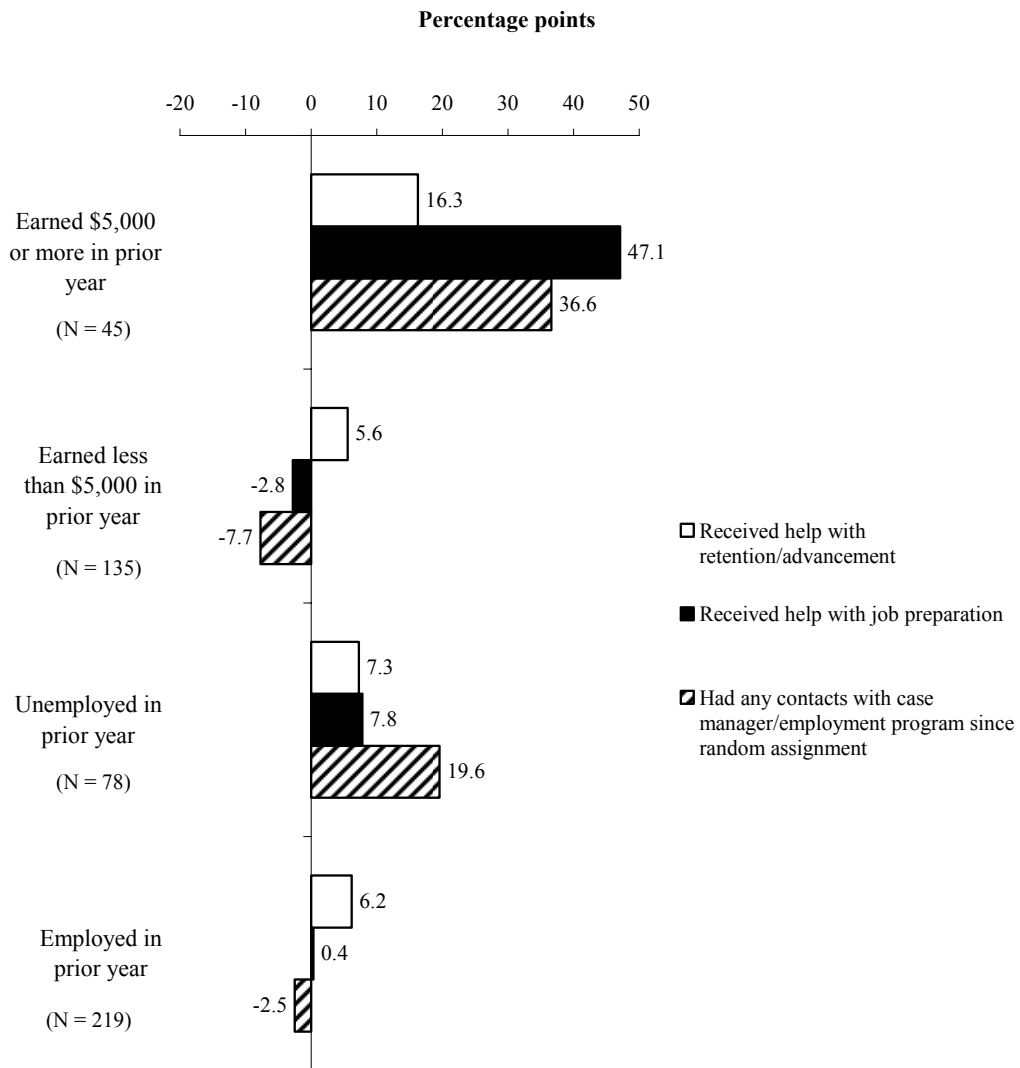 Percentage points
-20 -10 0 10 20 30 40 50
Earned $5,000
or more in prior
year
(N = 45)
16.3
47.1
36.6
Earned less
than $5,000 in
prior year
(N = 135)
5.6
-2.8
-7.7
Unemployed in
prior year
(N = 78)
7.3
7.8
19.6
Employed in
prior year
(N = 219)
6.2
0.4
-2.5
Received help with
retention/advancement
Received help with job preparation
Had any contacts with case
manager/employment program since
random assignment